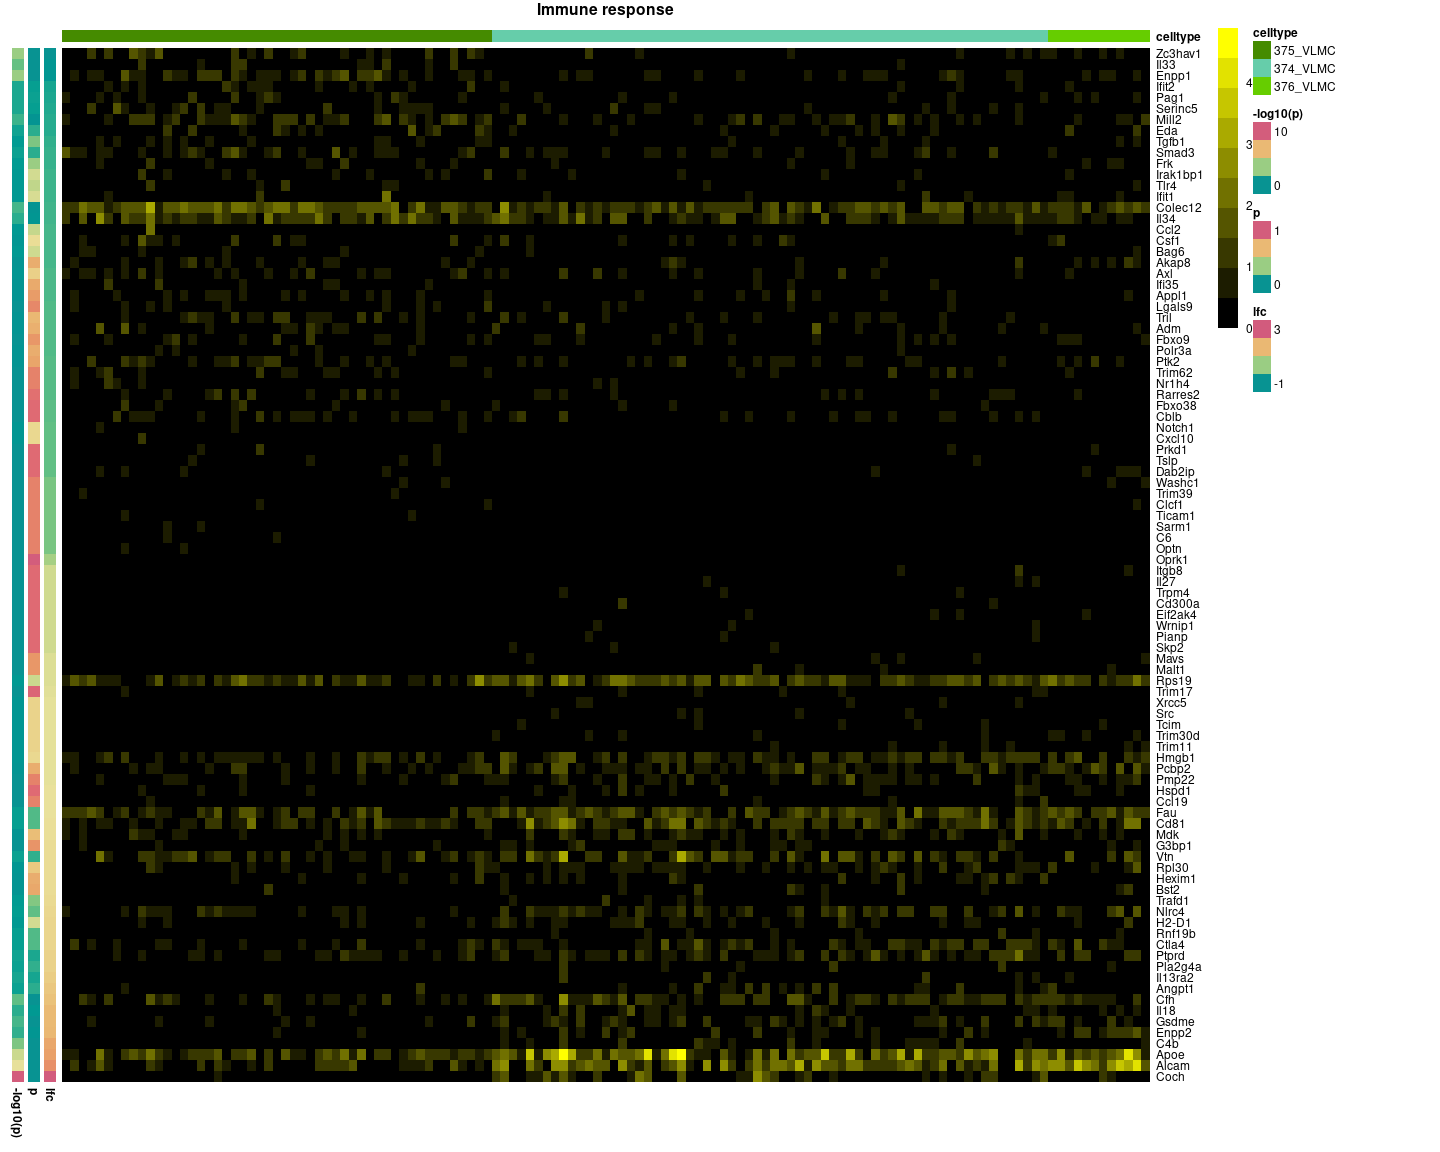 Immune response
celltype
Zc3hav1
Il33
Enpp1
Ifit2
Pag1
Serinc5
Mill2
Eda
Tgfb1
Smad3
Frk
Irak1bp1
Tlr4
Ifit1
Colec12
Il34
Ccl2
Csf1
Bag6
Akap8
Axl
Ifi35
Appl1
Lgals9
Tril
Adm
Fbxo9
Polr3a
Ptk2
Trim62
Nr1h4
Rarres2
Fbxo38
Cblb
Notch1
Cxcl10
Prkd1
Tslp
Dab2ip
Washc1
Trim39
Clcf1
Ticam1
Sarm1
C6
Optn
Oprk1
Itgb8
Il27
Trpm4
Cd300a
Eif2ak4
Wrnip1
Pianp
Skp2
Mavs
Malt1
Rps19
Trim17
Xrcc5
Src
Tcim
Trim30d
Trim11
Hmgb1
Pcbp2
Pmp22
Hspd1
Ccl19
Fau
Cd81
Mdk
G3bp1
Vtn
Rpl30
Hexim1
Bst2
Trafd1
Nlrc4
H2-D1
Rnf19b
Ctla4
Ptprd
Pla2g4a
Il13ra2
Angpt1
Cfh
Il18
Gsdme
Enpp2
C4b
Apoe
Alcam
Coch
4
3
2
1
0
celltype
375_VLMC
374_VLMC
376_VLMC
-log10(p)
10
0
p
1
0
lfc
3
-1
-log10(p)
p
lfc